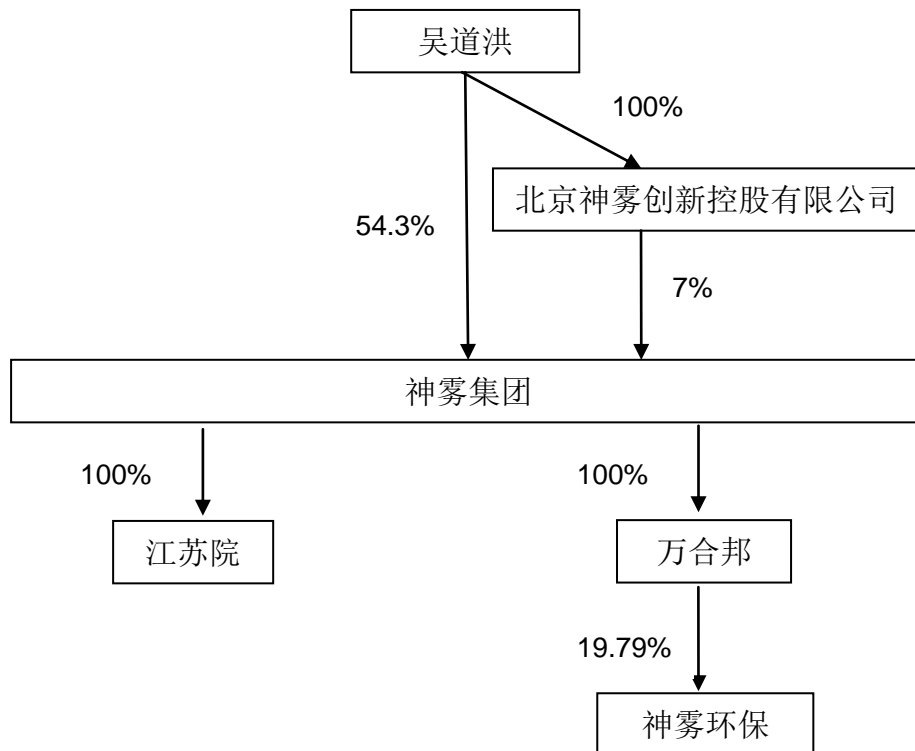 吴道洪
100%
北京神雾创新控股有限公司
54.3%
7%
神雾集团
100%
100%
江苏院
万合邦
19.79%
神雾环保